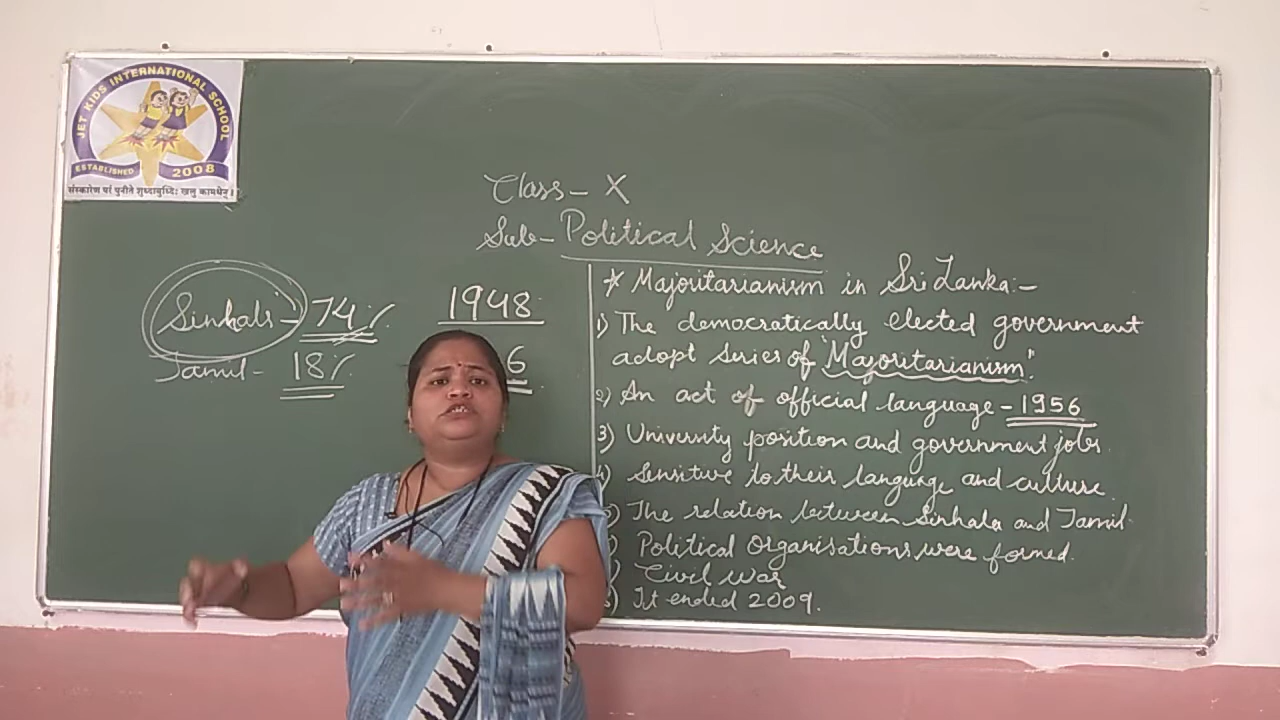 JET KIDS INTERNATIONAL SCHOOL
ESTABLISHED 2008
Class - X
Sub - Political Science
Sinhali - 74%
Tamil - 18%
1948
6
* Majoritarianism in Sri Lanka:-
1) The democratically elected government
adopt series of "Majoritarianism"
2) An act of official language - 1956
3) University position and government jobs.
4) Sensitive to their language and culture.
5) The relation between Sinhala and Tamil.
) Political Organisations were formed.
) Civil war
8) It ended 2009.